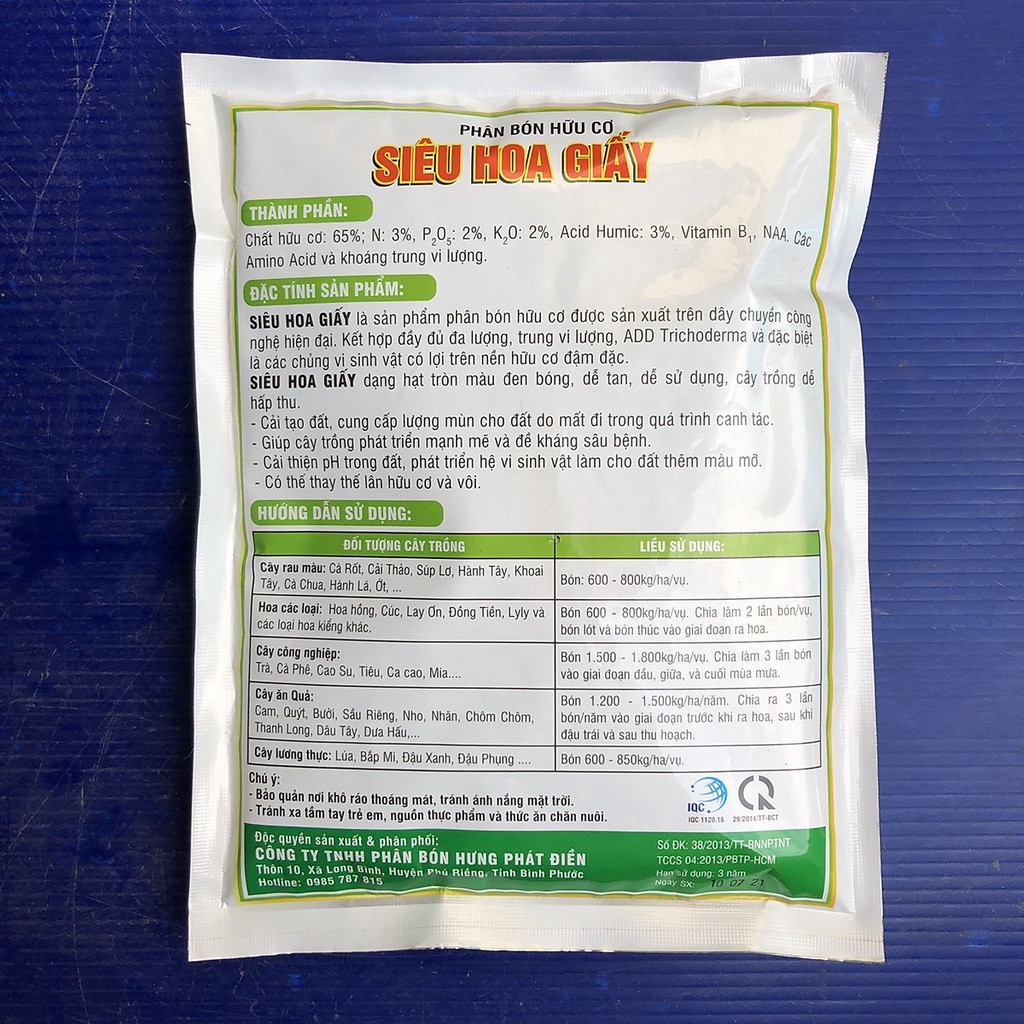 PHÂN BÓN HỮU CƠ
SIÊU HOA GIẤY
THÀNH PHẦN:
Chất hữu cơ: 65%; N: 3%, P₂O₅: 2%, K₂O: 2%, Acid Humic: 3%, Vitamin B₁, NAA. Các
Amino Acid và khoáng trung vi lượng.
ĐẶC TÍNH SẢN PHẨM:
SIÊU HOA GIẤY là sản phẩm phân bón hữu cơ được sản xuất trên dây chuyền công
nghệ hiện đại. Kết hợp đầy đủ đa lượng, trung vi lượng, ADD Trichoderma và đặc biệt
là các chủng vi sinh vật có lợi trên nền hữu cơ đậm đặc.
SIÊU HOA GIẤY dạng hạt tròn màu đen bóng, dễ tan, dễ sử dụng, cây trồng dễ
hấp thu.
- Cải tạo đất, cung cấp lượng mùn cho đất do mất đi trong quá trình canh tác.
- Giúp cây trồng phát triển mạnh mẽ và đề kháng sâu bệnh.
- Cải thiện pH trong đất, phát triển hệ vi sinh vật làm cho đất thêm màu mỡ.
- Có thể thay thế lân hữu cơ và vôi.
HƯỚNG DẪN SỬ DỤNG:
ĐỐI TƯỢNG CÂY TRỒNG LIỀU SỬ DỤNG:
Cây rau màu: Cà Rốt, Cải Thảo, Súp Lơ, Hành Tây, Khoai
Tây, Cà Chua, Hành Lá, Ớt, ...
Bón: 600 - 800kg/ha/vụ.
Hoa các loại: Hoa hồng, Cúc, Lay Ơn, Đồng Tiền, Lyly và
các loại hoa kiểng khác.
Bón 600 - 800kg/ha/vụ. Chia làm 2 lần bón/vụ,
bón lót và bón thúc vào giai đoạn ra hoa.
Cây công nghiệp:
Trà, Cà Phê, Cao Su, Tiêu, Ca cao, Mía....
Bón 1.500 - 1.800kg/ha/vụ. Chia làm 3 lần bón
vào giai đoạn đầu, giữa, và cuối mùa mưa.
Cây ăn Quả:
Cam, Quýt, Bưởi, Sầu Riêng, Nho, Nhãn, Chôm Chôm,
Thanh Long, Dâu Tây, Dưa Hấu,...
Bón 1.200 - 1.500kg/ha/năm. Chia ra 3 lần
bón/năm vào giai đoạn trước khi ra hoa, sau khi
đậu trái và sau thu hoạch.
Cây lương thực: Lúa, Bắp Mì, Đậu Xanh, Đậu Phụng ....
Bón 600 - 850kg/ha/vụ.
Chú ý:
- Bảo quản nơi khô ráo thoáng mát, tránh ánh nắng mặt trời.
- Tránh xa tầm tay trẻ em, nguồn thực phẩm và thức ăn chăn nuôi.
IQC
IQC 1120.16
29/2014/TT-BCT
Độc quyền sản xuất & phân phối:
CÔNG TY TNHH PHÂN BÓN HƯNG PHÁT ĐIỀN
Thôn 10, Xã Long Bình, Huyện Phú Riềng, Tỉnh Bình Phước
Hotline: 0985 787 815
Số ĐK: 38/2013/TT-BNNPTNT
TCCS 04:2013/PBTP-HCM
Hạn sử dụng: 3 năm
Ngày SX: 10 07 21